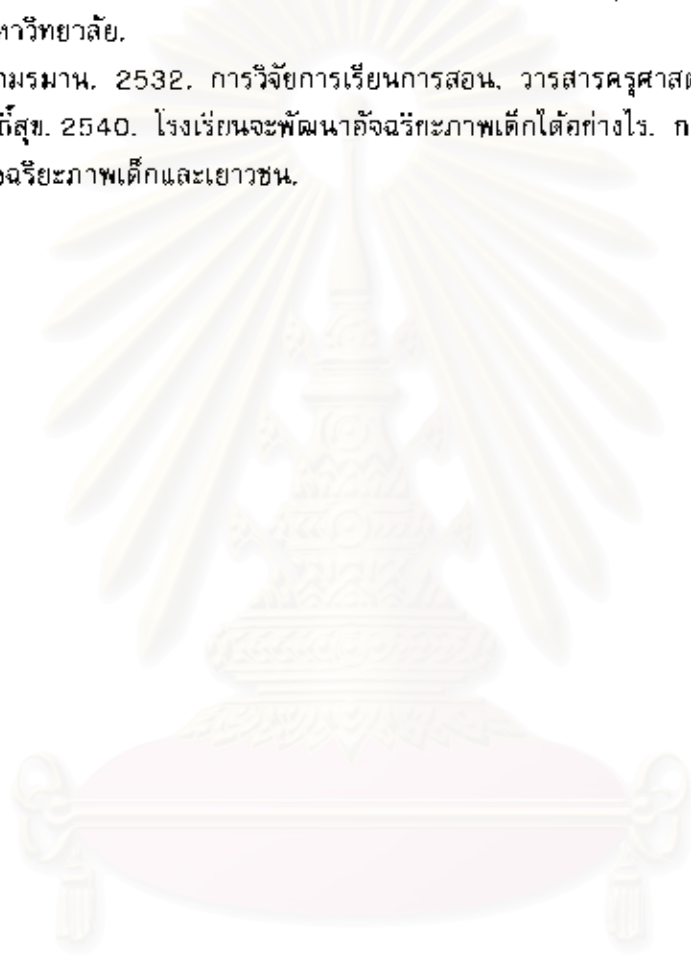 หาวิทยาลัย.
ามรมาน. 2532. การวิจัยการเรียนการสอน. วารสารครุศาสต
ดิ์สุข. 2540. โรงเรียนจะพัฒนาอัจฉริยะภาพเด็กได้อย่างไร. ก
จฉริยะภาพเด็กและเยาวชน.